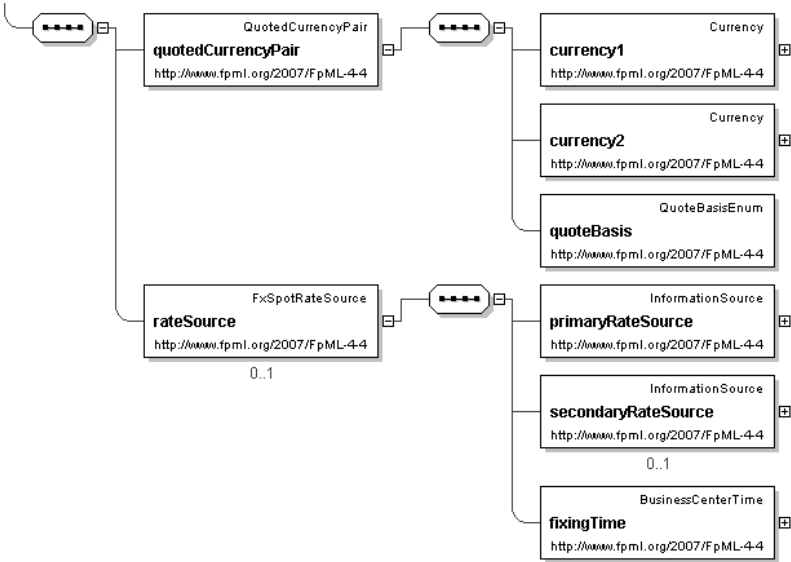 QuotedCurrencyPair
quotedCurrencyPair
http://www.fpml.org/2007/FpML-4-4
Currency
currency1
http://www.fpml.org/2007/FpML-4-4
Currency
currency2
http://www.fpml.org/2007/FpML-4-4
QuoteBasisEnum
quoteBasis
http://www.fpml.org/2007/FpML-4-4
FxSpotRateSource
rateSource
http://www.fpml.org/2007/FpML-4-4
0..1
InformationSource
primaryRateSource
http://www.fpml.org/2007/FpML-4-4
InformationSource
secondaryRateSource
http://www.fpml.org/2007/FpML-4-4
0..1
BusinessCenterTime
fixingTime
http://www.fpml.org/2007/FpML-4-4